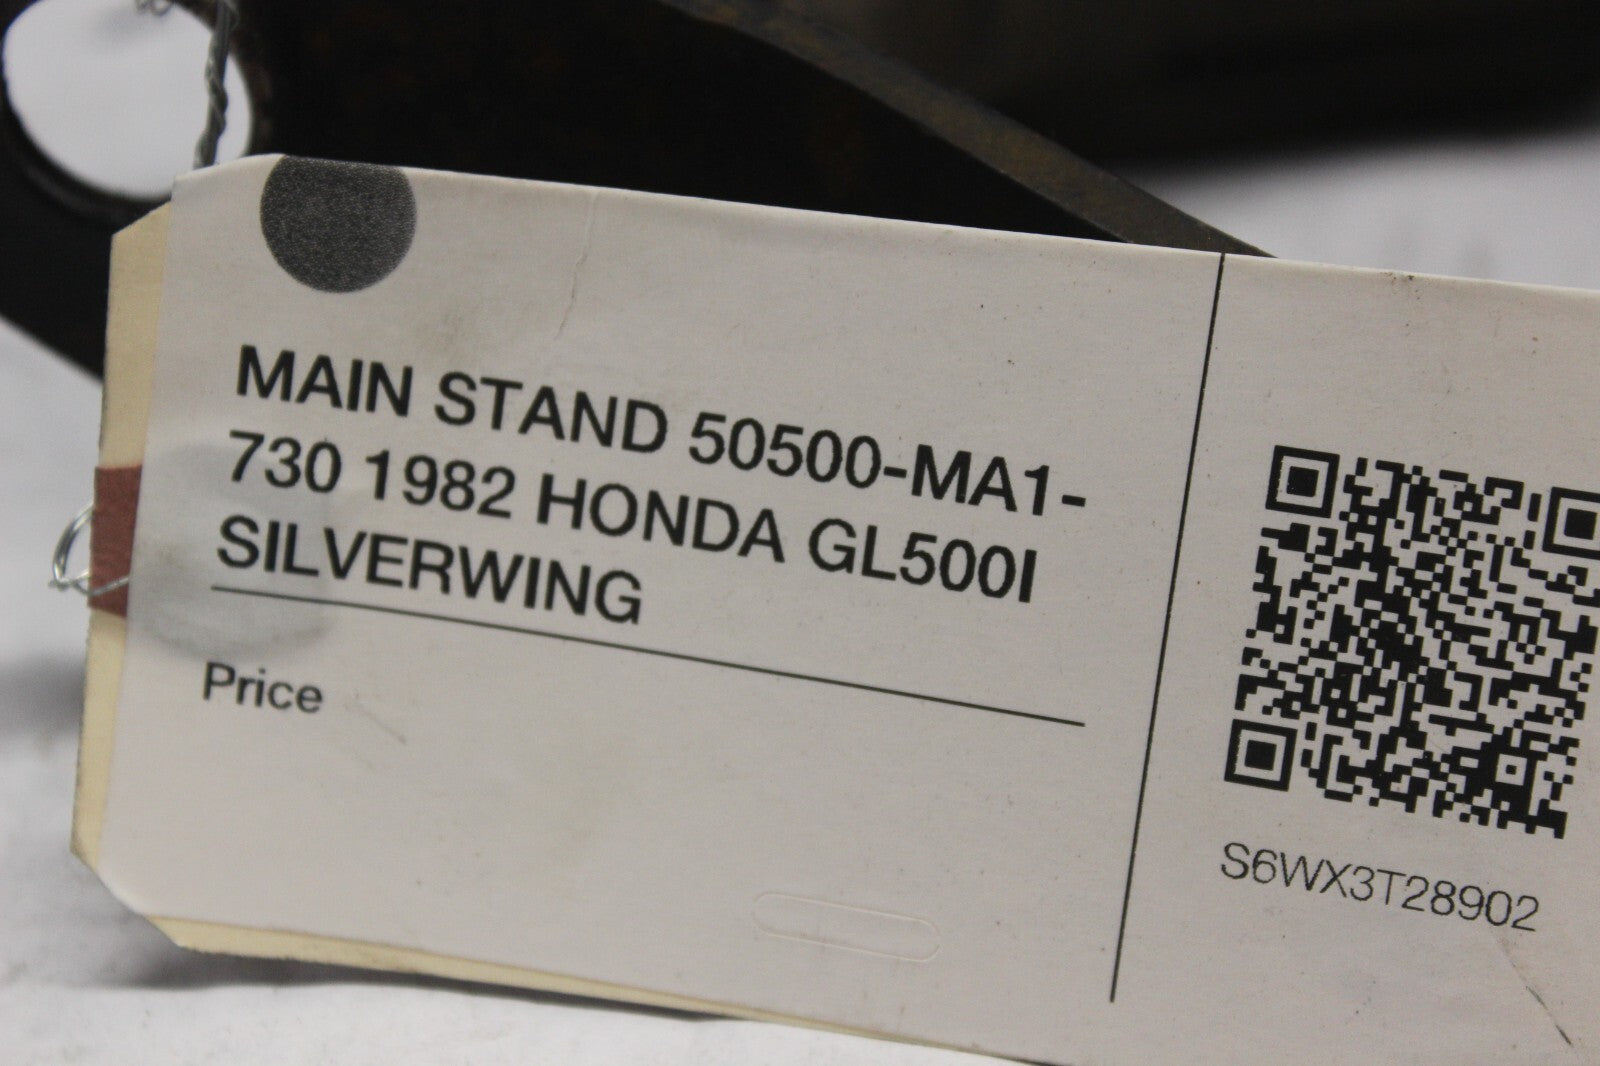 MAIN STAND 50500-MA1-
730 1982 HONDA GL500I
SILVERWING
Price
S6WX3T28902